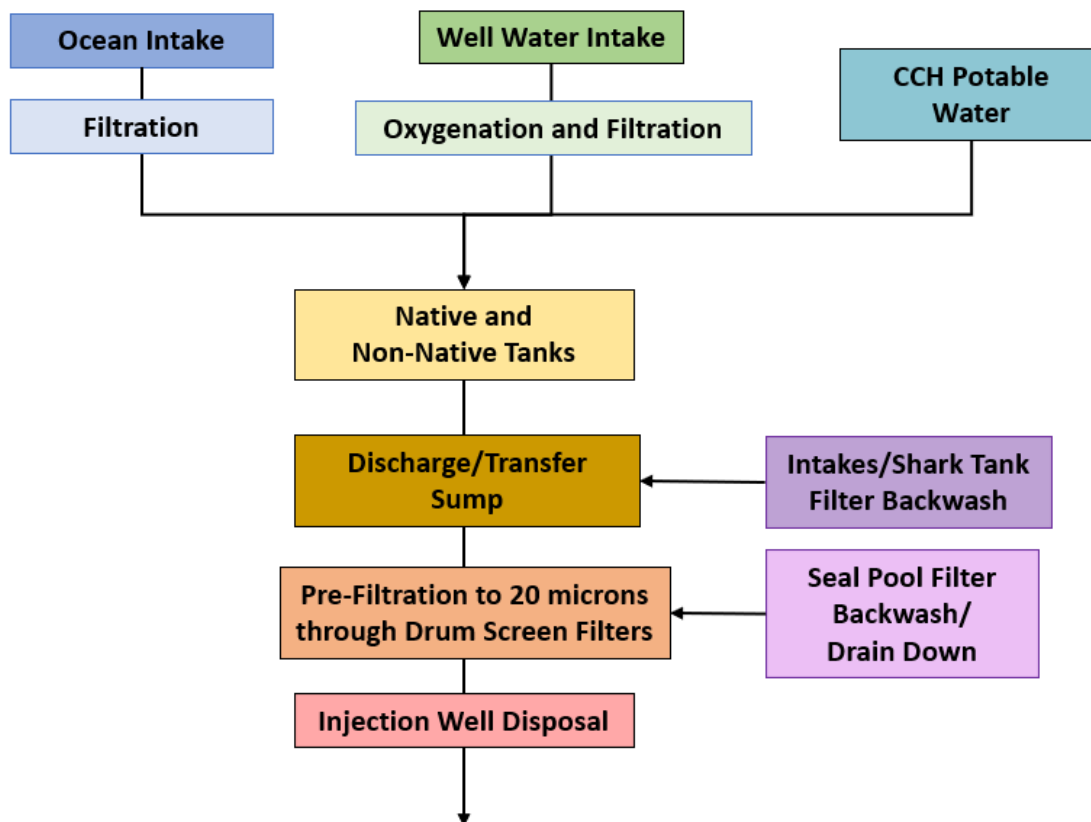 Ocean Intake
Well Water Intake
CCH Potable
Water
Filtration
Oxygenation and Filtration
Native and
Non-Native Tanks
Discharge/Transfer
Sump
Intakes/Shark Tank
Filter Backwash
Pre-Filtration to 20 microns
through Drum Screen Filters
Seal Pool Filter
Backwash/
Drain Down
Injection Well Disposal